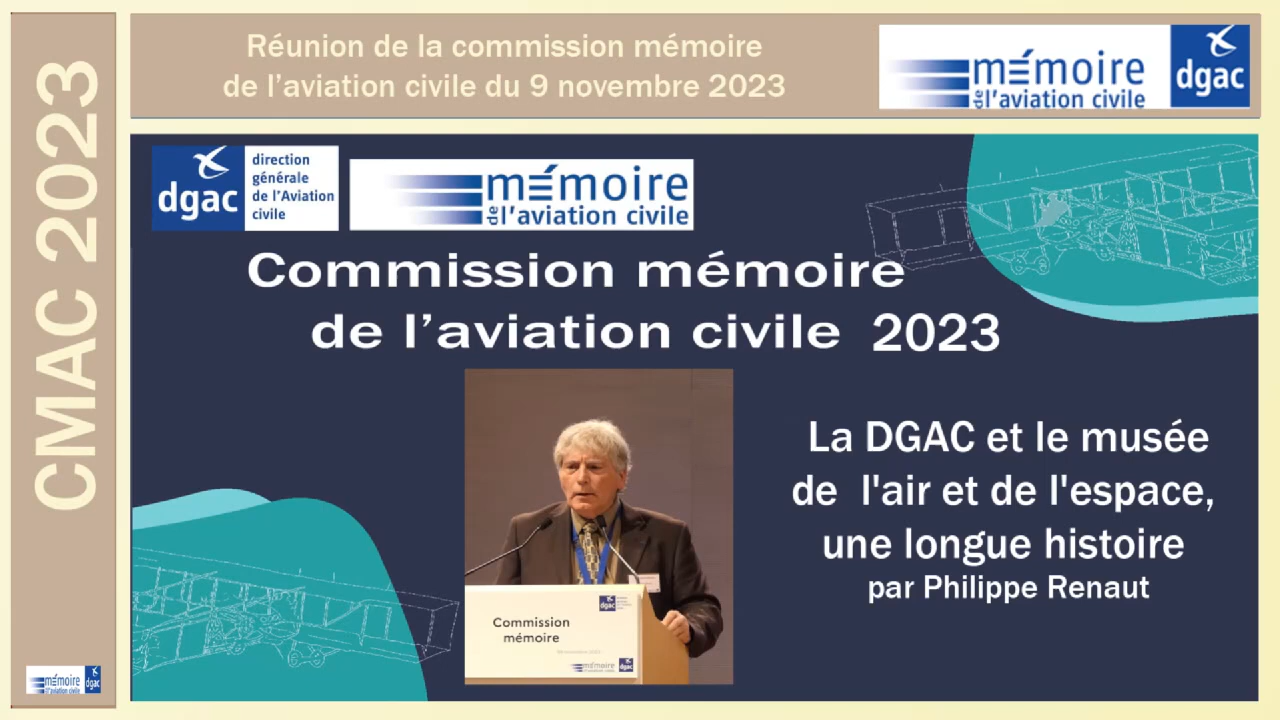 CMAC 2023
Réunion de la commission mémoire
de l'aviation civile du 9 novembre 2023
mémoire
de l'aviation civile
dgac
dgac
direction
générale
de l'Aviation
civile
mémoire
de l'aviation civile
Commission mémoire
de l'aviation civile 2023
La DGAC et le musée
de l'air et de l'espace,
une longue histoire
par Philippe Renaut
dgac
Commission
mémoire
mémoire
dgac
mémoire
de l'aviation civile
dgac